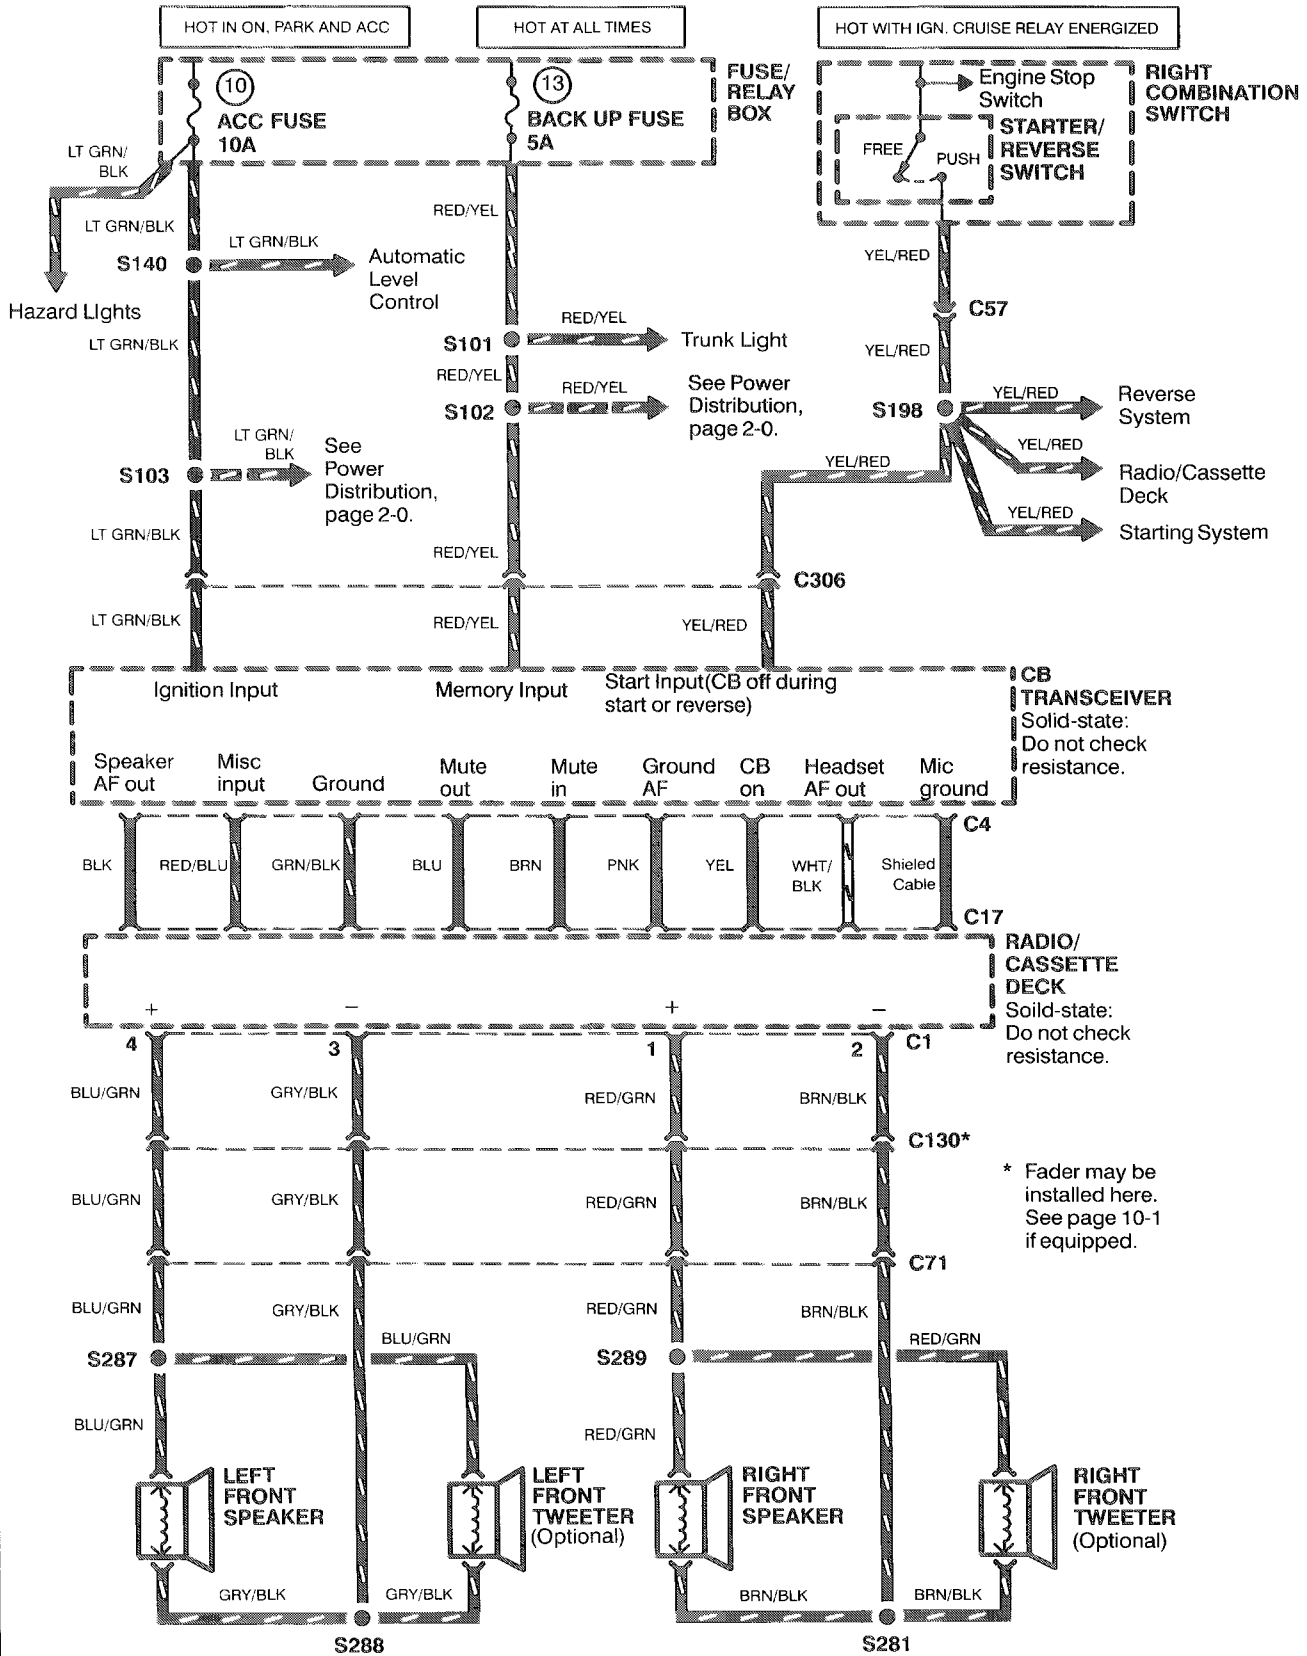 HOT IN ON, PARK AND ACC
HOT AT ALL TIMES
HOT WITH IGN. CRUISE RELAY ENERGIZED
10
ACC FUSE
10A
13
BACK UP FUSE
5A
FUSE/
RELAY
BOX
Engine Stop
Switch
STARTER/
REVERSE
SWITCH
FREE
PUSH
RIGHT
COMBINATION
SWITCH
LT GRN/
BLK
LT GRN/BLK
S140
LT GRN/BLK
Automatic
Level
Control
Hazard LIghts
LT GRN/BLK
RED/YEL
S101
RED/YEL
Trunk Light
RED/YEL
S102
RED/YEL
See Power
Distribution,
page 2-0.
YEL/RED
C57
YEL/RED
S198
YEL/RED
Reverse
System
YEL/RED
Radio/Cassette
Deck
YEL/RED
Starting System
YEL/RED
S103
LT GRN/
BLK
See
Power
Distribution,
page 2-0.
LT GRN/BLK
RED/YEL
C306
LT GRN/BLK
RED/YEL
YEL/RED
Ignition Input
Memory Input
Start Input(CB off during
start or reverse)
CB
TRANSCEIVER
Solid-state:
Do not check
resistance.
Speaker
AF out
Misc
input
Ground
Mute
out
Mute
in
Ground
AF
CB
on
Headset
AF out
Mic
ground
C4
BLK
RED/BLU
GRN/BLK
BLU
BRN
PNK
YEL
WHT/
BLK
Shieled
Cable
C17
RADIO/
CASSETTE
DECK
Soild-state:
Do not check
resistance.
+
−
+
−
4
3
1
2
C1
BLU/GRN
GRY/BLK
RED/GRN
BRN/BLK
C130*
* Fader may be
installed here.
See page 10-1
if equipped.
BLU/GRN
GRY/BLK
RED/GRN
BRN/BLK
C71
BLU/GRN
GRY/BLK
RED/GRN
BRN/BLK
S287
BLU/GRN
S289
RED/GRN
BLU/GRN
RED/GRN
LEFT
FRONT
SPEAKER
LEFT
FRONT
TWEETER
(Optional)
RIGHT
FRONT
SPEAKER
RIGHT
FRONT
TWEETER
(Optional)
GRY/BLK
GRY/BLK
BRN/BLK
BRN/BLK
S288
S281